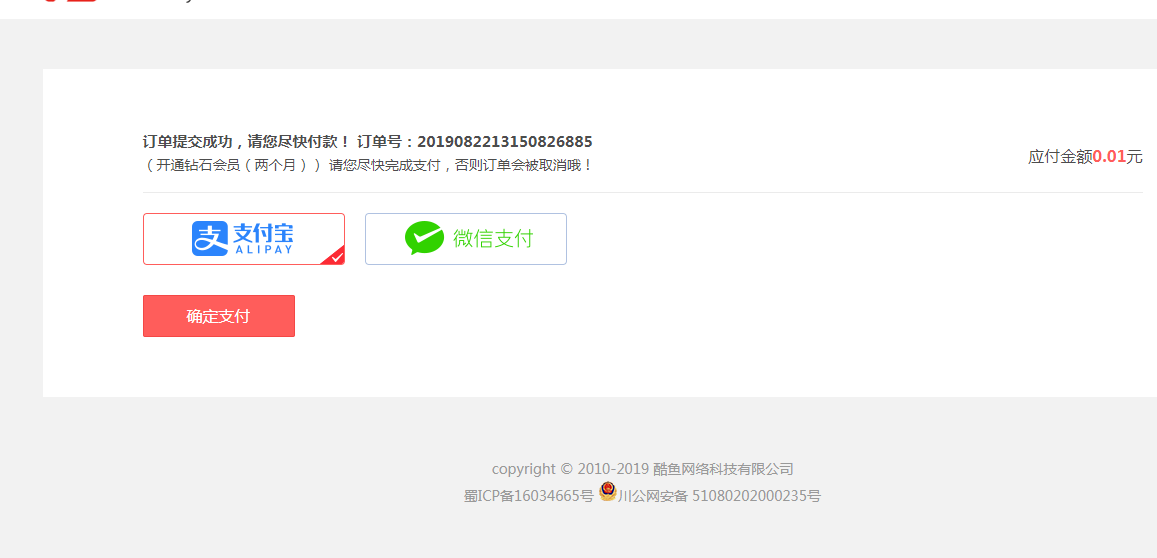 订单提交成功，请您尽快付款！ 订单号：2019082213150826885
（开通钻石会员（两个月）） 请您尽快完成支付，否则订单会被取消哦！
应付金额0.01元
支付宝
ALIPAY
微信支付
确定支付
copyright © 2010-2019 酷鱼网络科技有限公司
蜀ICP备16034665号 川公网安备 51080202000235号